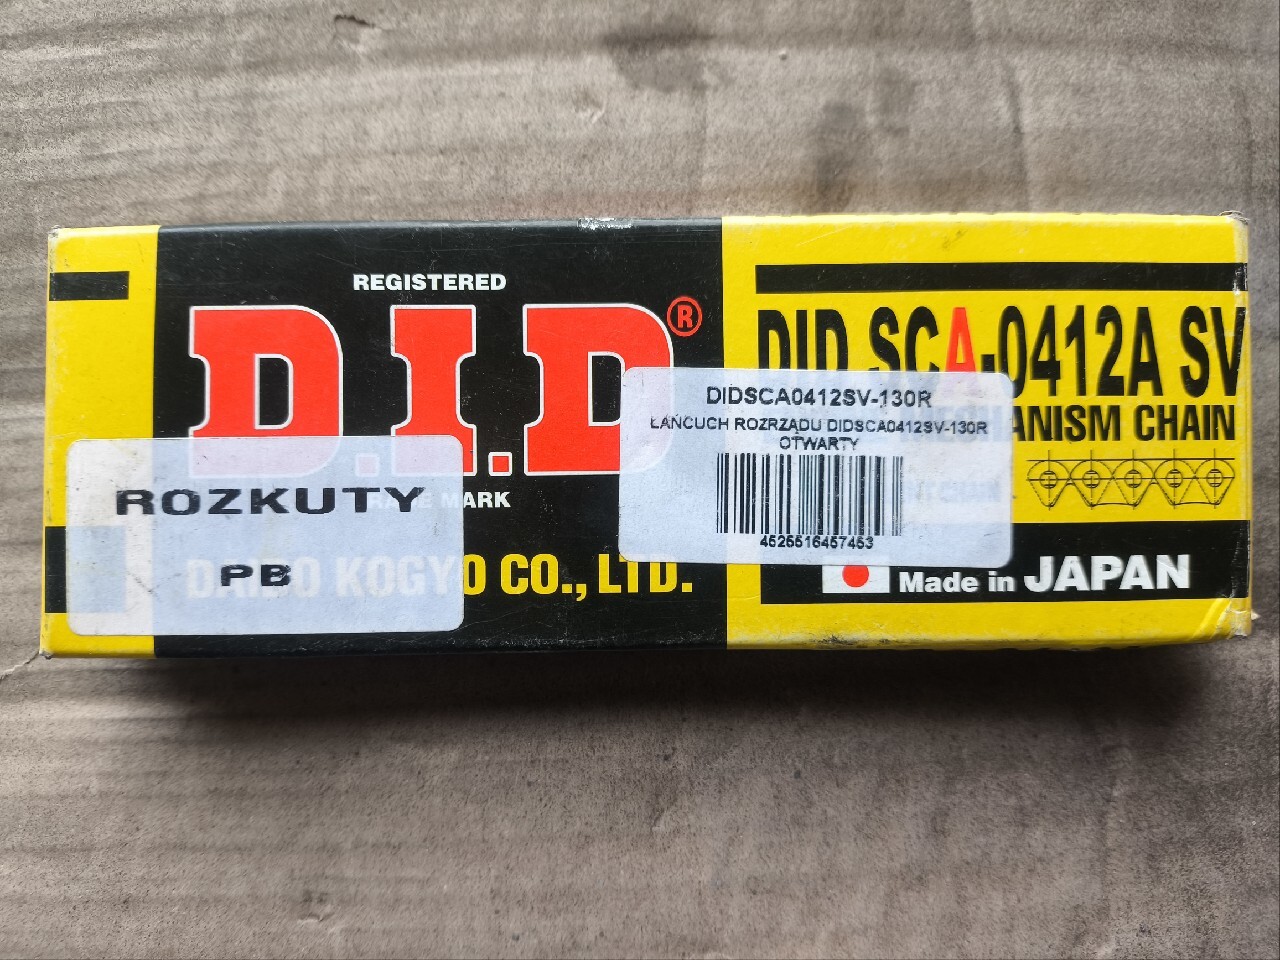 REGISTERED
D.I.D®
MARK
KOGYO CO., LTD.
ROZKUTY
PB
DID SCA-0412A SV
CHAIN
DIDSCA0412SV-130R
ŁAŃCUCH ROZRZĄDU DIDSCA0412SV-130R
OTWARTY
4525516457453
Made in JAPAN